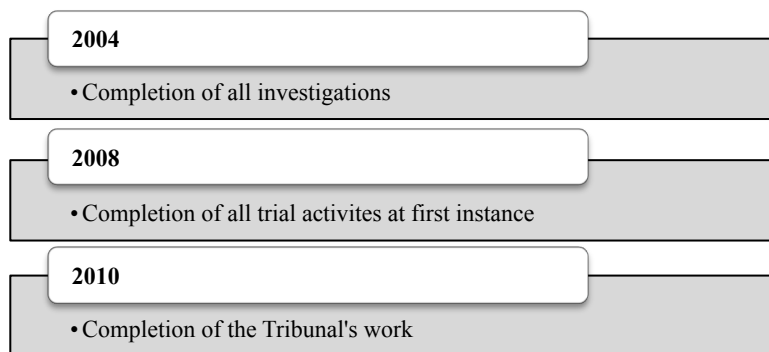 2004
• Completion of all investigations
2008
• Completion of all trial activites at first instance
2010
• Completion of the Tribunal's work